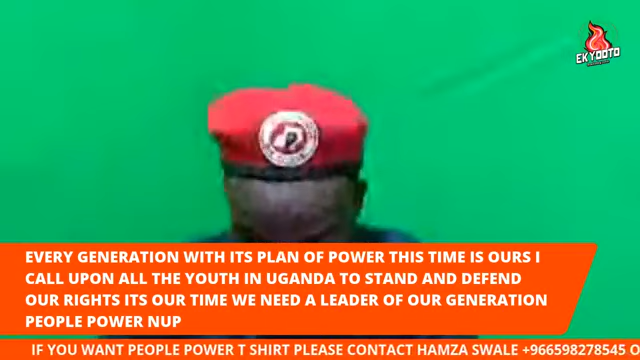 EKYOOTO
EVERY GENERATION WITH ITS PLAN OF POWER THIS TIME IS OURS I
CALL UPON ALL THE YOUTH IN UGANDA TO STAND AND DEFEND
OUR RIGHTS ITS OUR TIME WE NEED A LEADER OF OUR GENERATION
PEOPLE POWER NUP
IF YOU WANT PEOPLE POWER T SHIRT PLEASE CONTACT HAMZA SWALE +966598278545 O